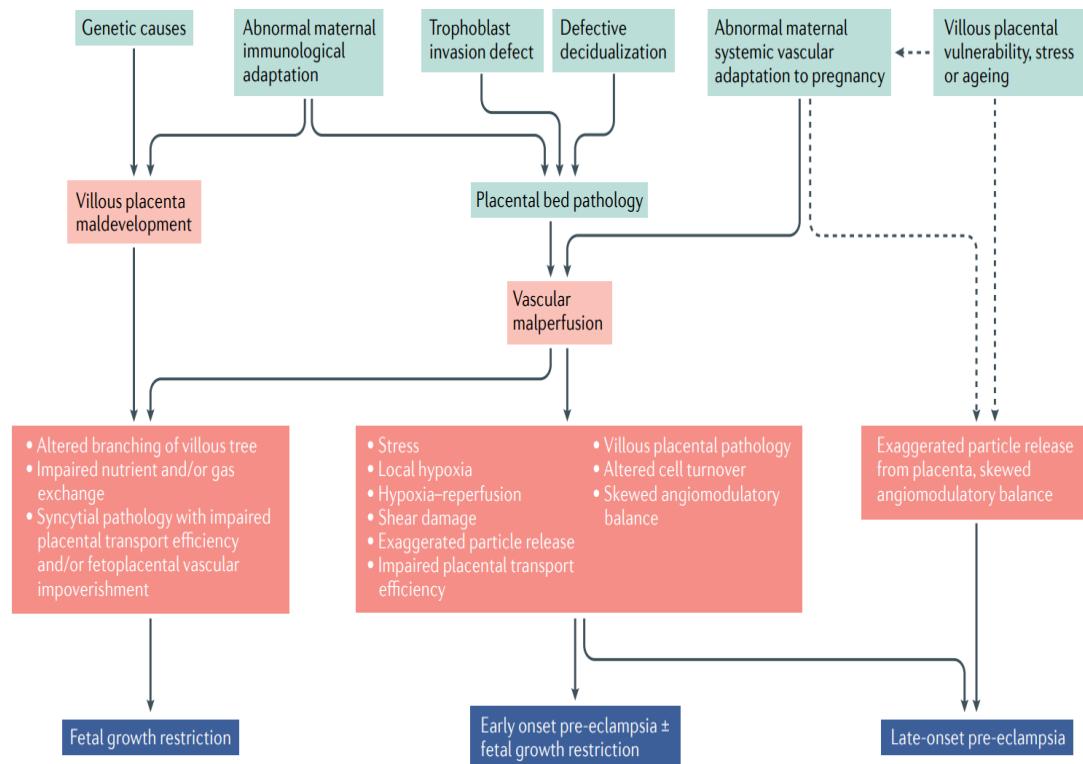 Genetic causes
Abnormal maternal
immunological
adaptation
Trophoblast
invasion defect
Defective
decidualization
Abnormal maternal
systemic vascular
adaptation to pregnancy
Villous placental
vulnerability, stress
or ageing
Villous placenta
maldevelopment
Placental bed pathology
Vascular
malperfusion
• Altered branching of villous tree
• Impaired nutrient and/or gas
exchange
• Syncytial pathology with impaired
placental transport efficiency
and/or fetoplacental vascular
impoverishment
• Stress
• Local hypoxia
• Hypoxia–reperfusion
• Shear damage
• Exaggerated particle release
• Impaired placental transport
efficiency
• Villous placental pathology
• Altered cell turnover
• Skewed angiomodulatory
balance
Exaggerated particle release
from placenta, skewed
angiomodulatory balance
Fetal growth restriction
Early onset pre-eclampsia ±
fetal growth restriction
Late-onset pre-eclampsia